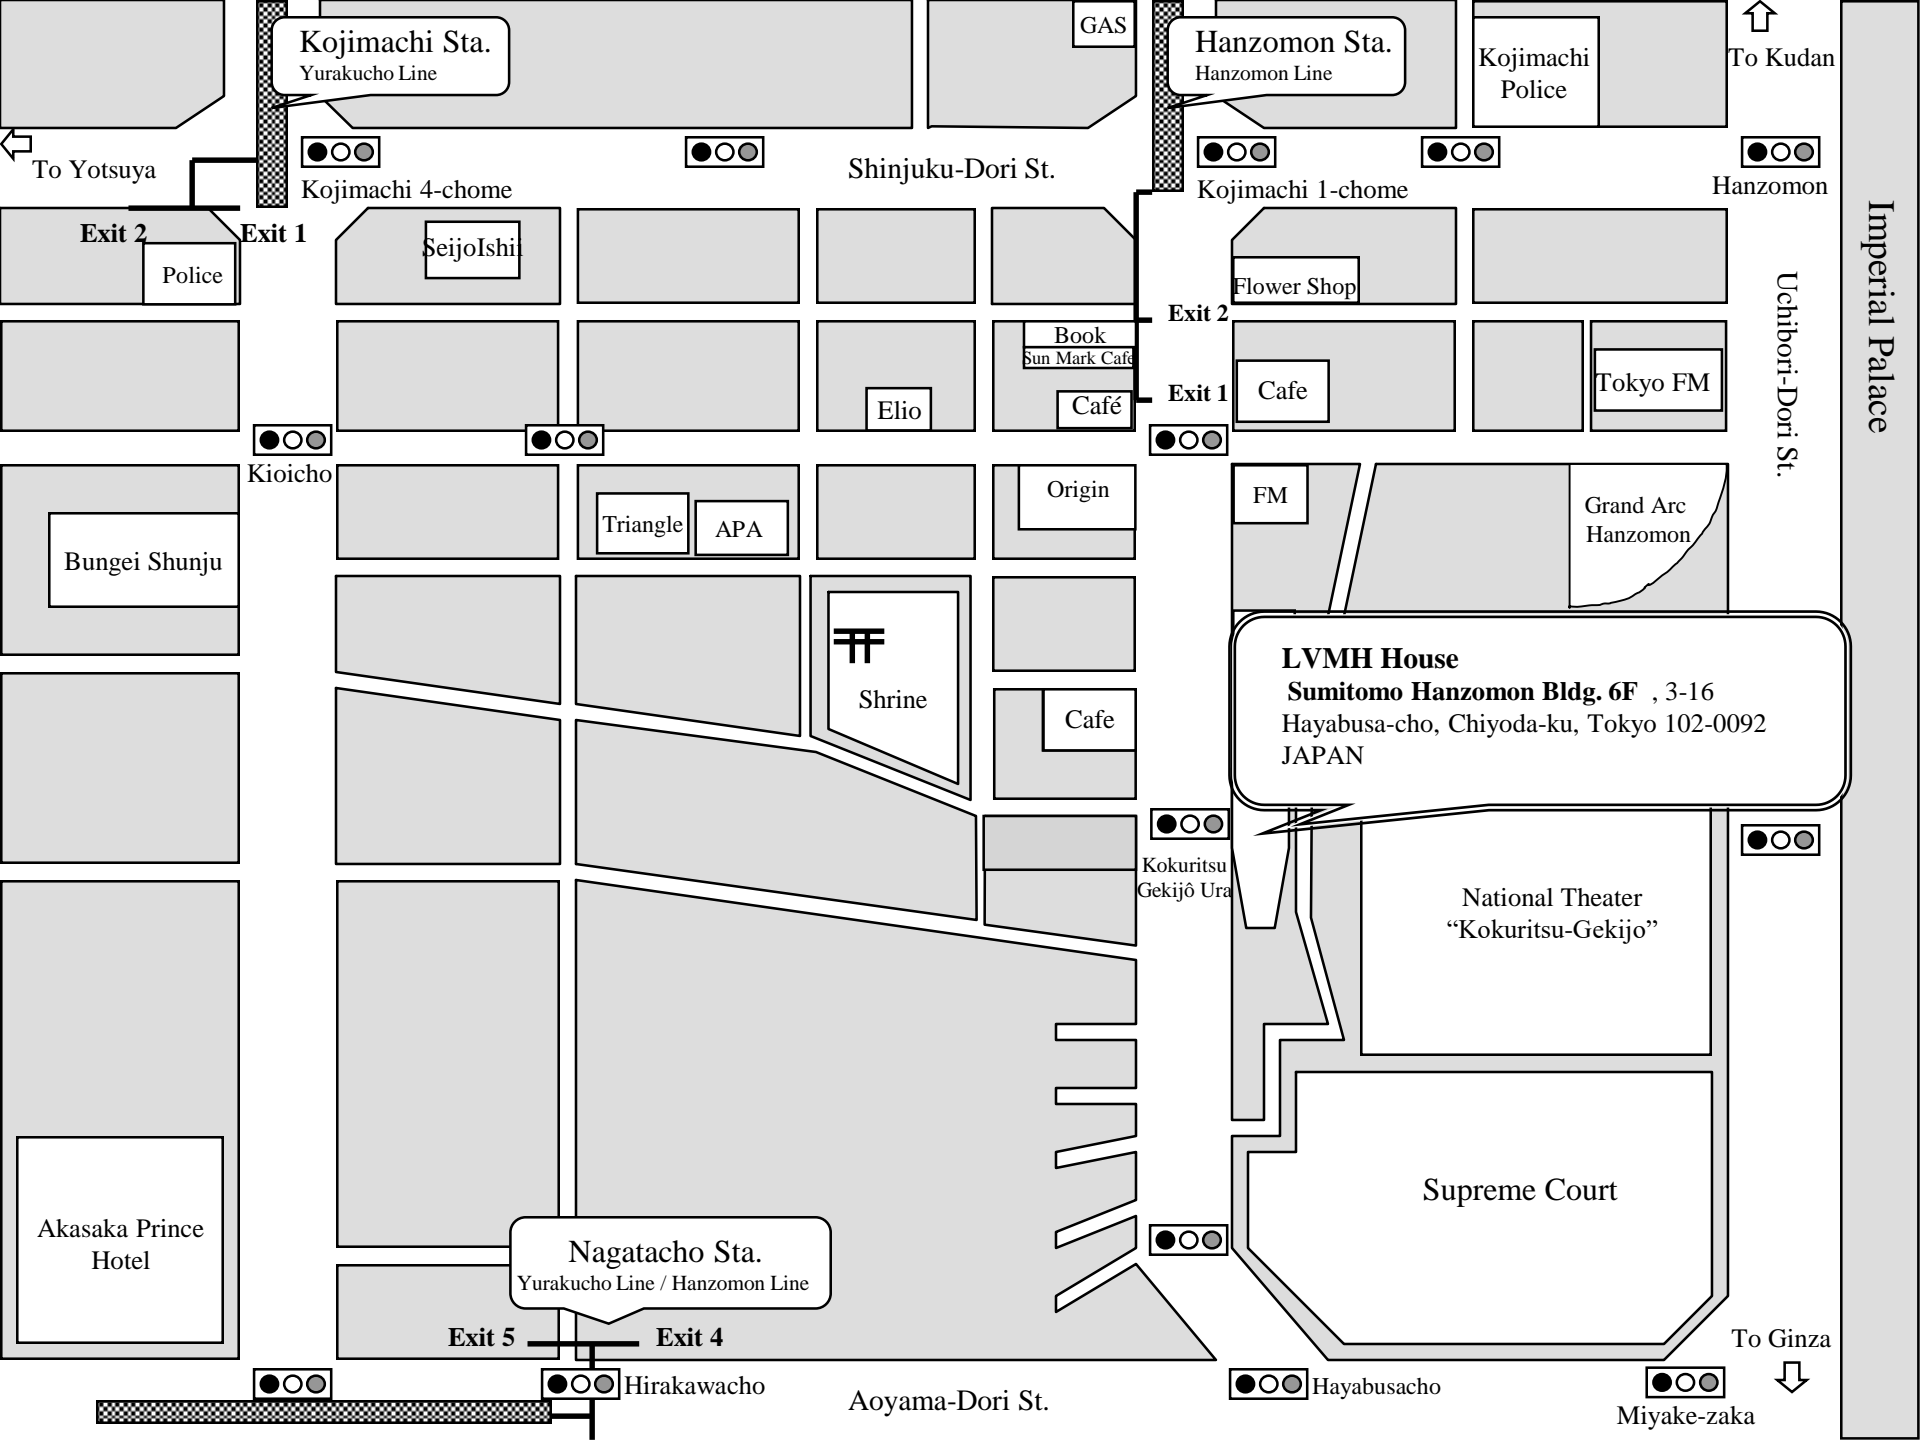 GAS
Kojimachi Sta.
Yurakucho Line
Hanzomon Sta.
Hanzomon Line
Kojimachi
Police
To Kudan
To Yotsuya
Kojimachi 4-chome
Shinjuku-Dori St.
Kojimachi 1-chome
Hanzomon
Imperial Palace
Uchibori-Dori St.
Exit 2
Exit 1
Police
SeijoIshii
Flower Shop
Exit 2
Book
Sun Mark Cafe
Exit 1
Elio
Café
Cafe
Tokyo FM
Kioicho
Triangle
APA
Origin
FM
Grand Arc
Hanzomon
Bungei Shunju
Shrine
Cafe
LVMH House
Sumitomo Hanzomon Bldg. 6F , 3-16
Hayabusa-cho, Chiyoda-ku, Tokyo 102-0092
JAPAN
Kokuritsu
Gekijô Ura
National Theater
“Kokuritsu-Gekijo”
Supreme Court
Akasaka Prince
Hotel
Nagatacho Sta.
Yurakucho Line / Hanzomon Line
Exit 5
Exit 4
To Ginza
Hirakawacho
Aoyama-Dori St.
Hayabusacho
Miyake-zaka